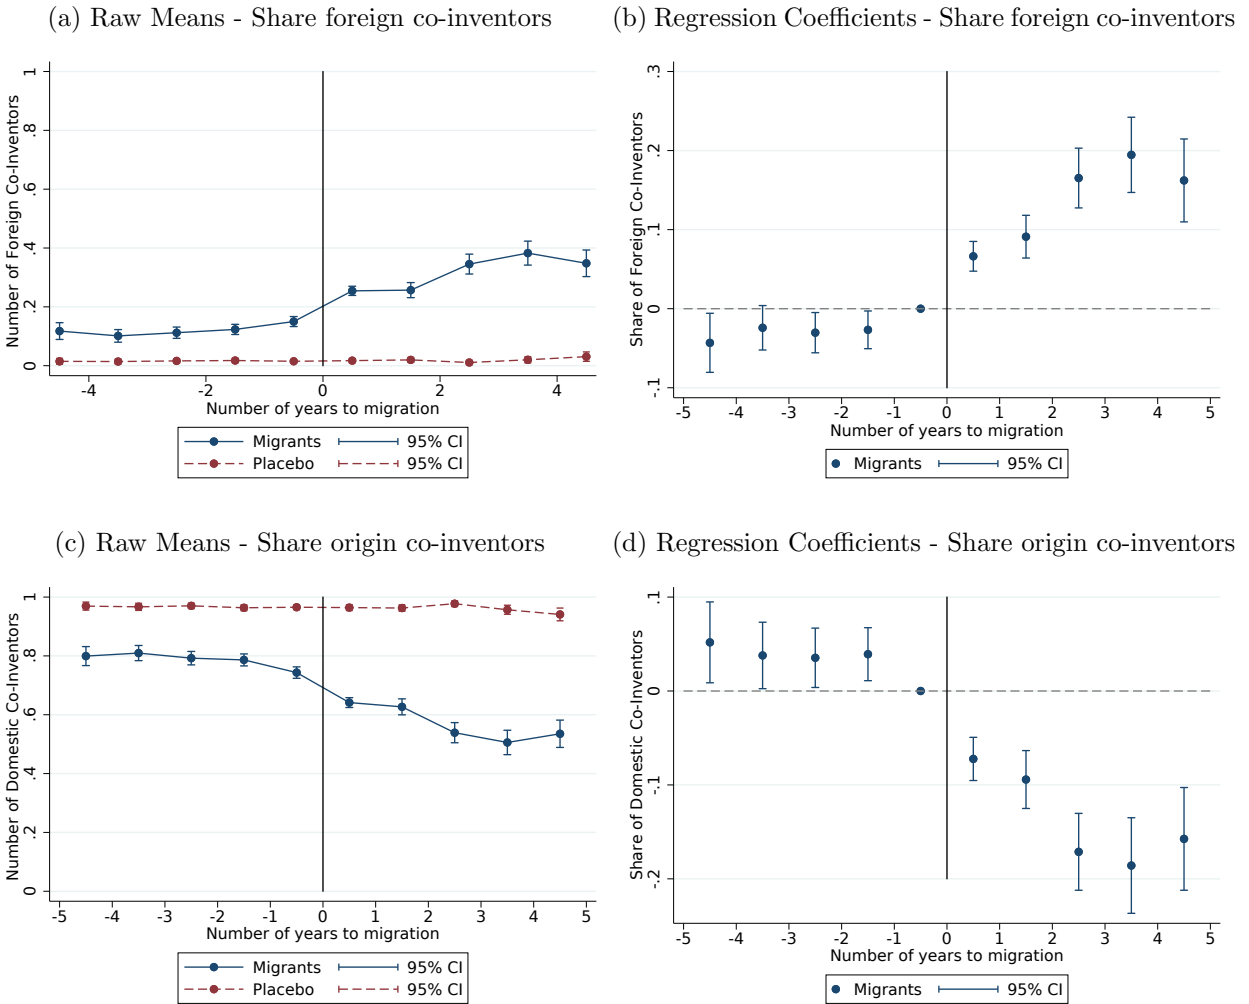 (a) Raw Means - Share foreign co-inventors
Number of Foreign Co-Inventors
1
.8
.6
.4
.2
0
-4 -2 0 2 4
Number of years to migration
Migrants 95% CI
Placebo 95% CI
(b) Regression Coefficients - Share foreign co-inventors
Share of Foreign Co-Inventors
.3
.2
.1
0
-.1
-5 -4 -3 -2 -1 0 1 2 3 4 5
Number of years to migration
Migrants 95% CI
(c) Raw Means - Share origin co-inventors
Number of Domestic Co-Inventors
1
.8
.6
.4
.2
0
-5 -4 -3 -2 -1 0 1 2 3 4 5
Number of years to migration
Migrants 95% CI
Placebo 95% CI
(d) Regression Coefficients - Share origin co-inventors
Share of Domestic Co-Inventors
.1
0
-.1
-.2
-5 -4 -3 -2 -1 0 1 2 3 4 5
Number of years to migration
Migrants 95% CI